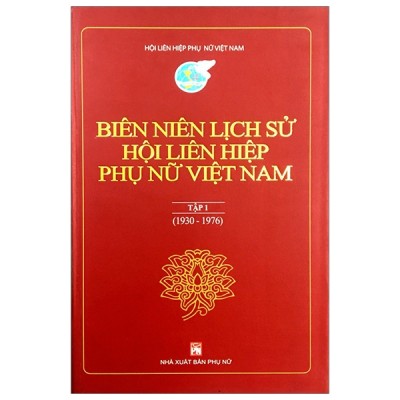 HỘI LIÊN HIỆP PHỤ NỮ VIỆT NAM
BIÊN NIÊN LỊCH SỬ
HỘI LIÊN HIỆP
PHỤ NỮ VIỆT NAM
TẬP 1
(1930 - 1976)
NHÀ XUẤT BẢN PHỤ NỮ